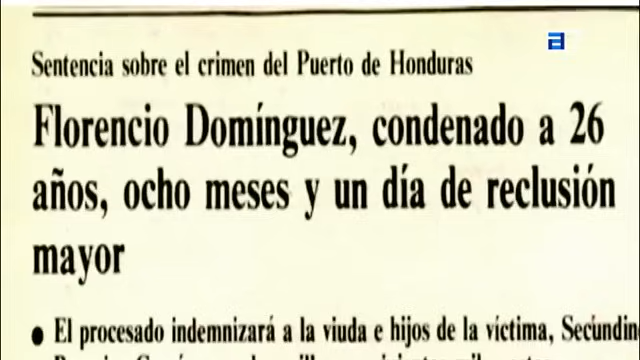 a
Sentencia sobre el crimen del Puerto de Honduras
Florencio Domínguez, condenado a 26
años, ocho meses y un día de reclusión
mayor
● El procesado indemnizará a la viuda e hijos de la víctima,